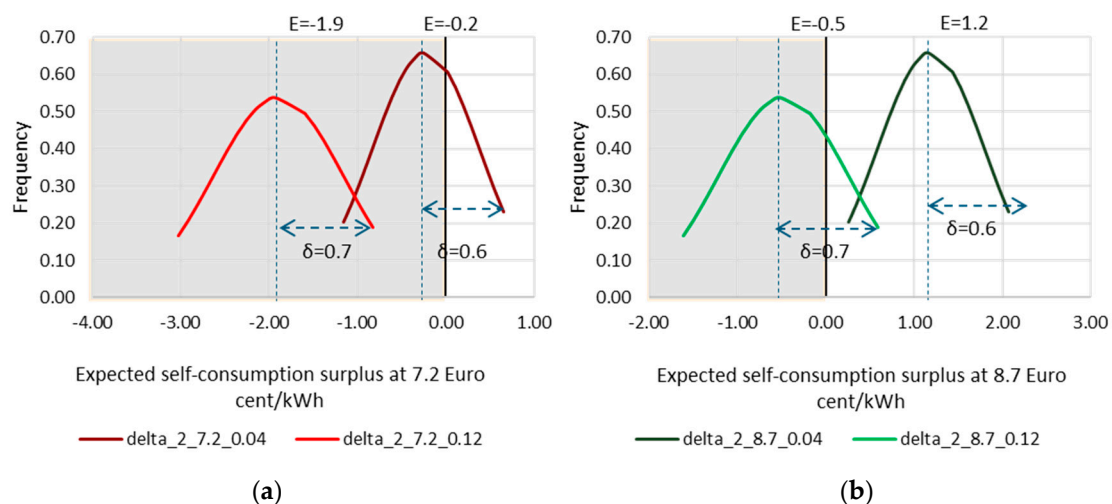 E=-1.9 E=-0.2
0.70
0.60
0.50
0.40
0.30
0.20
0.10
0.00
Frequency
δ=0.7 δ=0.6
-4.00 -3.00 -2.00 -1.00 0.00 1.00
Expected self-consumption surplus at 7.2 Euro
cent/kWh
delta_2_7.2_0.04 delta_2_7.2_0.12
(a)
E=-0.5 E=1.2
0.70
0.60
0.50
0.40
0.30
0.20
0.10
0.00
Frequency
δ=0.6
δ=0.7
-2.00 -1.00 0.00 1.00 2.00 3.00
Expected self-consumption surplus at 8.7 Euro
cent/kWh
delta_2_8.7_0.04 delta_2_8.7_0.12
(b)